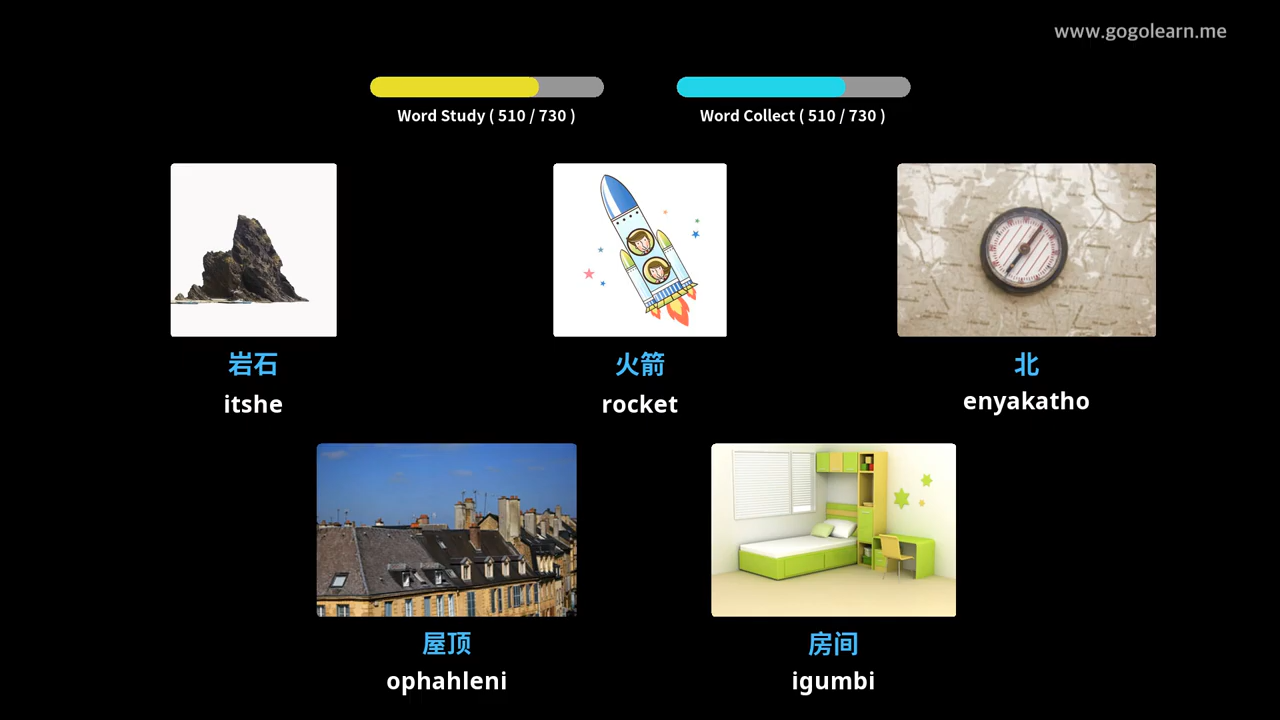 www.gogolearn.me
Word Study ( 510 / 730 )
Word Collect ( 510 / 730 )
岩石
itshe
火箭
rocket
北
enyakatho
屋顶
ophahleni
房间
igumbi